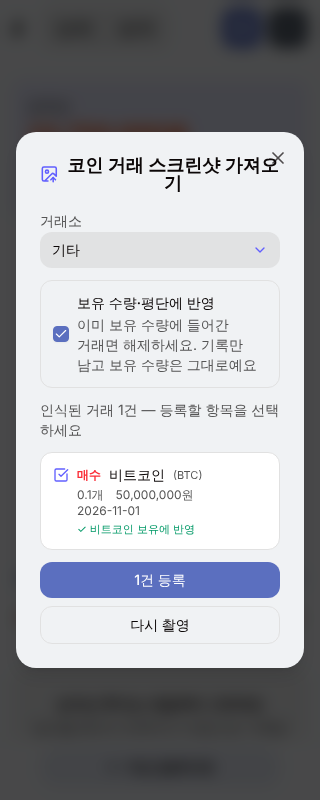 코인 거래 스크린샷 가져오
기
거래소
기타
보유 수량·평단에 반영
이미 보유 수량에 들어간
거래면 해제하세요. 기록만
남고 보유 수량은 그대로예요
인식된 거래 1건 — 등록할 항목을 선택
하세요
매수 비트코인 (BTC)
0.1개 50,000,000원
2026-11-01
✓ 비트코인 보유에 반영
1건 등록
다시 촬영